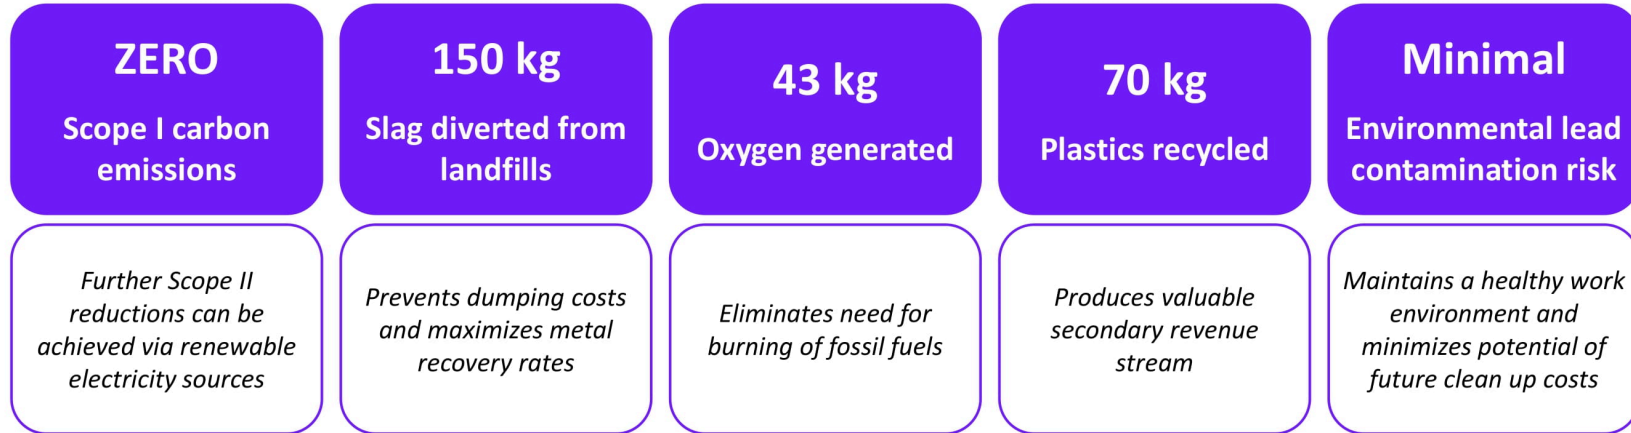 ZERO
Scope I carbon
emissions
150 kg
Slag diverted from
landfills
43 kg
Oxygen generated
70 kg
Plastics recycled
Minimal
Environmental lead
contamination risk
Further Scope II
reductions can be
achieved via renewable
electricity sources
Prevents dumping costs
and maximizes metal
recovery rates
Eliminates need for
burning of fossil fuels
Produces valuable
secondary revenue
stream
Maintains a healthy work
environment and
minimizes potential of
future clean up costs